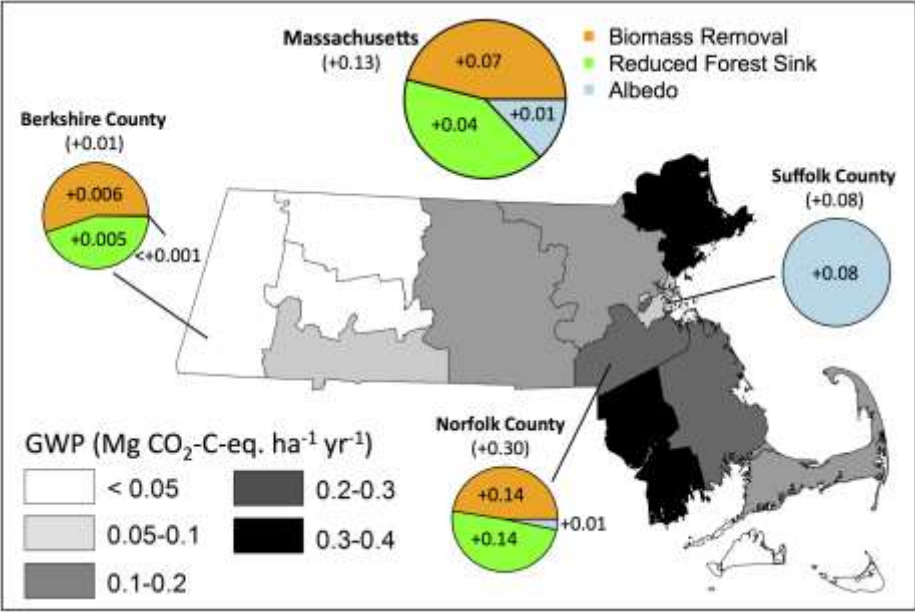 Massachusetts
(+0.13)
+0.07
+0.04
+0.01
Biomass Removal
Reduced Forest Sink
Albedo
Berkshire County
(+0.01)
+0.006
+0.005
<+0.001
Suffolk County
(+0.08)
+0.08
Norfolk County
(+0.30)
+0.14
+0.14
+0.01
GWP (Mg CO₂-C-eq. ha⁻¹ yr⁻¹)
< 0.05
0.05-0.1
0.1-0.2
0.2-0.3
0.3-0.4